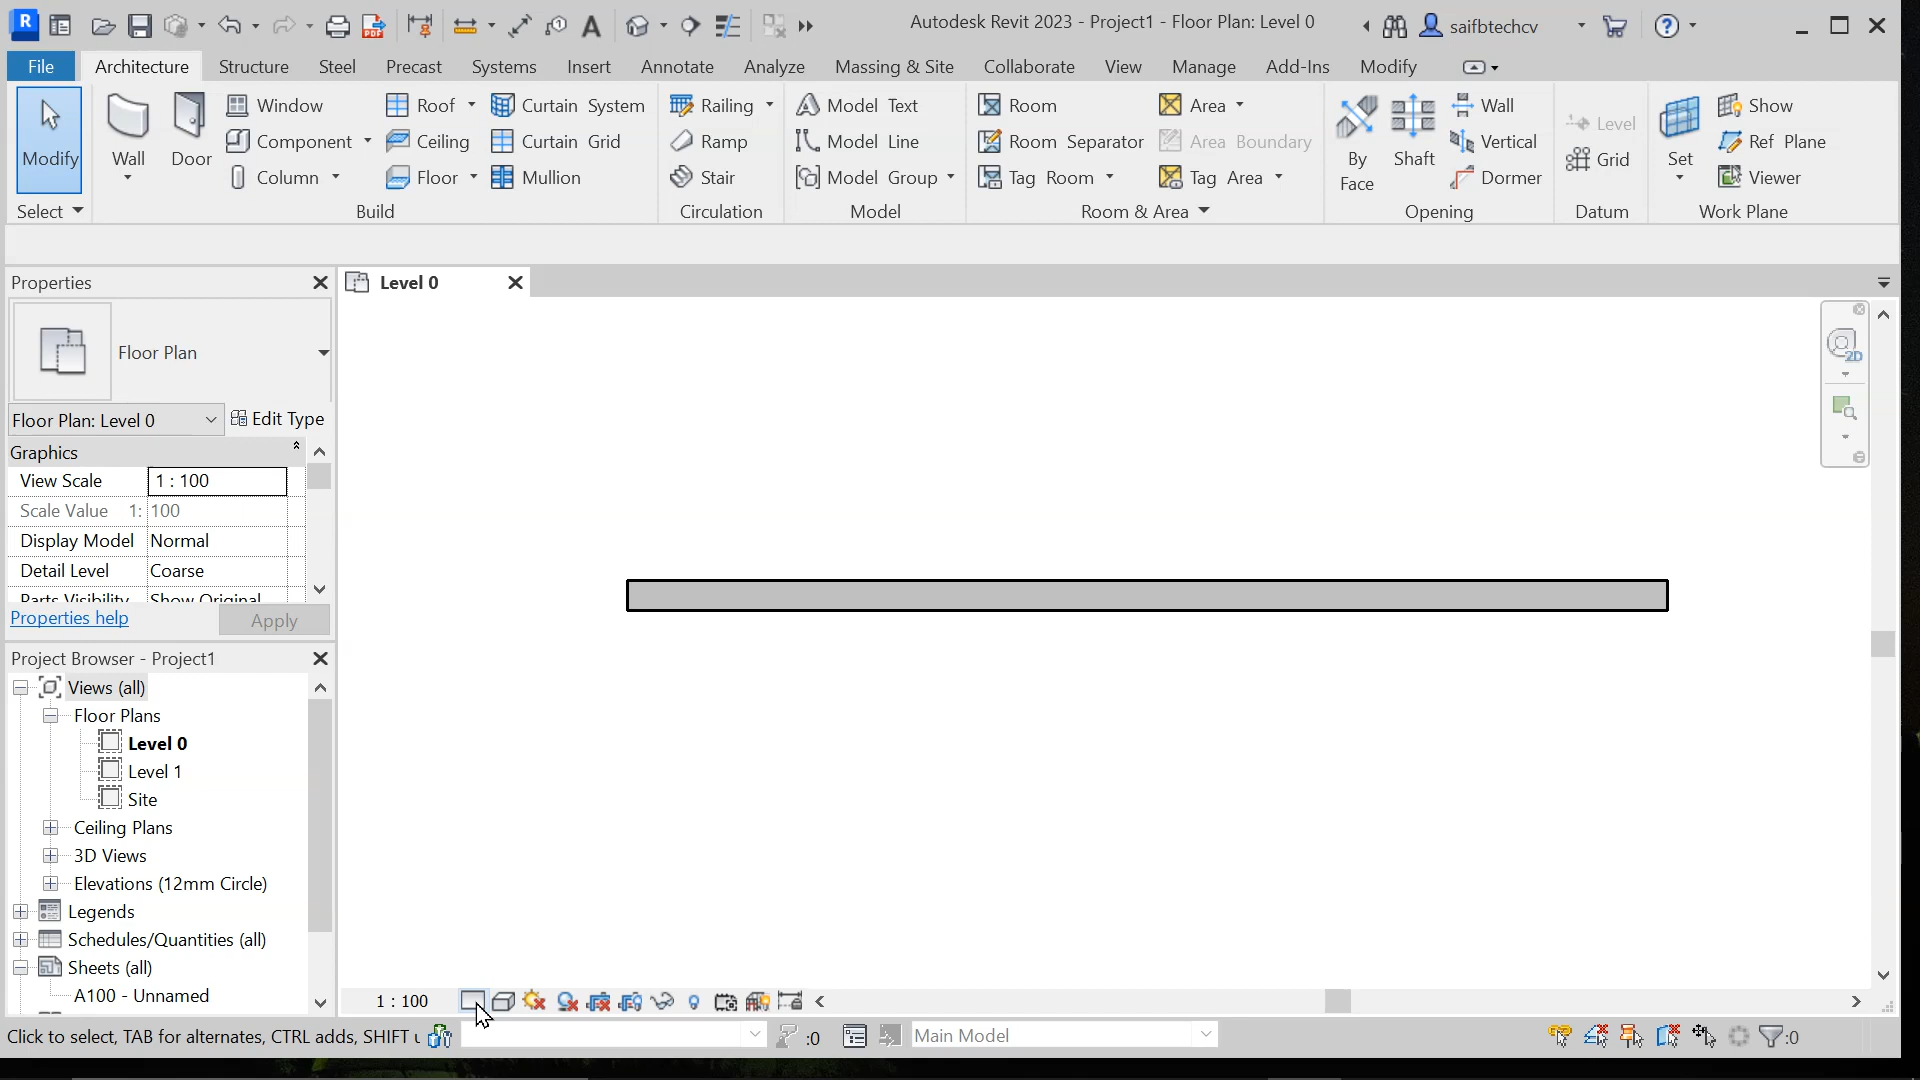 Autodesk Revit 2023 - Project1 - Floor Plan: Level 0
saifbtechcv
File Architecture Structure Steel Precast Systems Insert Annotate Analyze Massing & Site Collaborate View Manage Add-Ins Modify
Modify
Wall
Door
Window
Component
Column
Roof
Ceiling
Floor
Curtain System
Curtain Grid
Mullion
Railing
Ramp
Stair
Model Text
Model Line
Model Group
Room
Room Separator
Tag Room
Area
Area Boundary
Tag Area
By
Face
Shaft
Wall
Vertical
Dormer
Level
Grid
Set
Show
Ref Plane
Viewer
Select Build Circulation Model Room & Area Opening Datum Work Plane
Properties
Level 0
Floor Plan
Floor Plan: Level 0 Edit Type
Graphics
View Scale 1 : 100
Scale Value 1: 100
Display Model Normal
Detail Level Coarse
Parts Visibility Show Original
Properties help Apply
Project Browser - Project1
Views (all)
Floor Plans
Level 0
Level 1
Site
Ceiling Plans
3D Views
Elevations (12mm Circle)
Legends
Schedules/Quantities (all)
Sheets (all)
A100 - Unnamed
2D
1 : 100
Click to select, TAB for alternates, CTRL adds, SHIFT u
:0
Main Model
:0